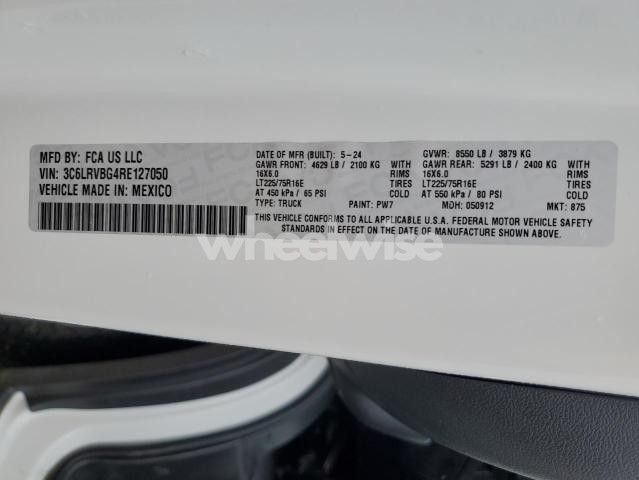 MFD BY: FCA US LLC
VIN: 3C6LRVBG4RE127050
VEHICLE MADE IN: MEXICO
DATE OF MFR (BUILT): 5-24
GAWR FRONT: 4629 LB / 2100 KG WITH
16X6.0 RIMS
LT225/75R16E TIRES
AT 450 kPa / 65 PSI COLD
TYPE: TRUCK PAINT: PW7
GVWR: 8550 LB / 3879 KG
GAWR REAR: 5291 LB / 2400 KG WITH
16X6.0 RIMS
LT225/75R16E TIRES
AT 550 kPa / 80 PSI COLD
MDH: 050912 MKT: 875
THIS VEHICLE CONFORMS TO ALL APPLICABLE U.S.A. FEDERAL MOTOR VEHICLE SAFETY
STANDARDS IN EFFECT ON THE DATE OF MANUFACTURE SHOWN ABOVE.
wheelwise